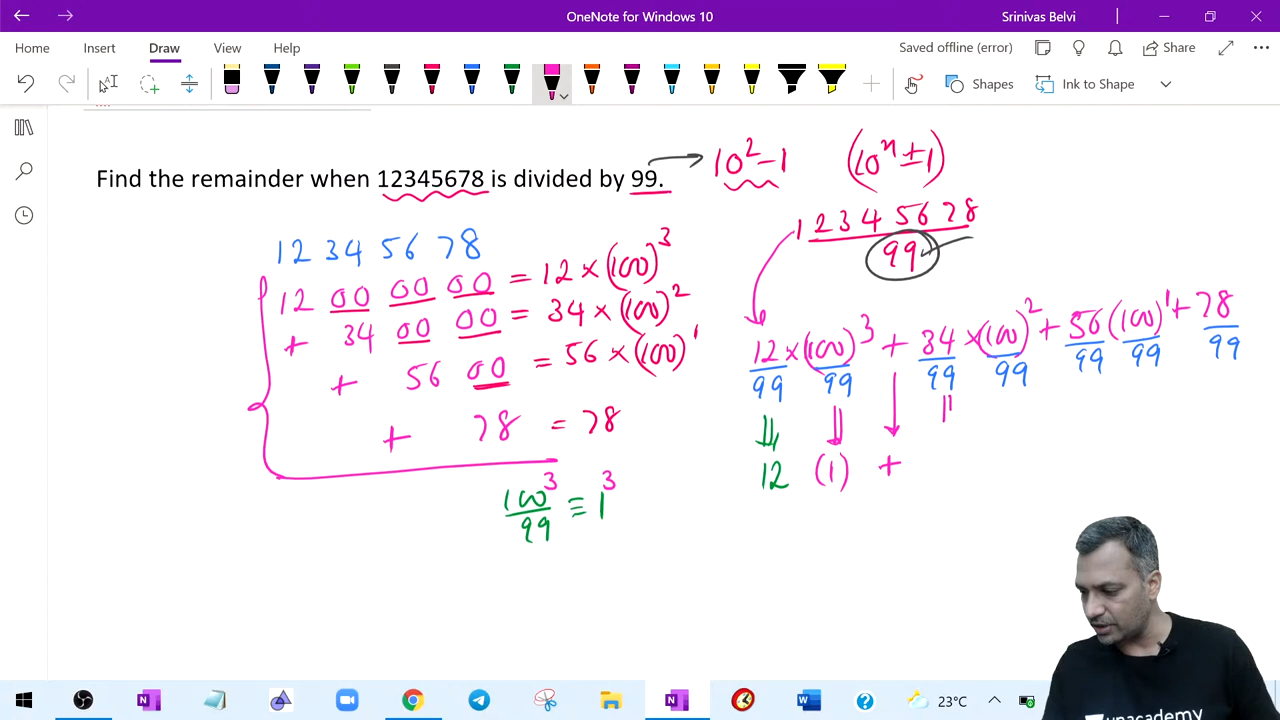 OneNote for Windows 10
Srinivas Belvi
Home Insert Draw View Help
Saved offline (error)
Share
Shapes
Ink to Shape
Find the remainder when 12345678 is divided by 99.
10² - 1 (10ⁿ ± 1)
12345678
99
12 34 56 78
12 00 00 00 = 12 × (100)³
+ 34 00 00 = 34 × (100)²
+ 56 00 = 56 × (100)¹
+ 78 = 78
100³/99 ≡ 1³
12/99 × (100)³/99 + 34/99 × (100)²/99 + 56/99 (100)¹/99 + 78/99
12 (1) +
23°C
unacademy